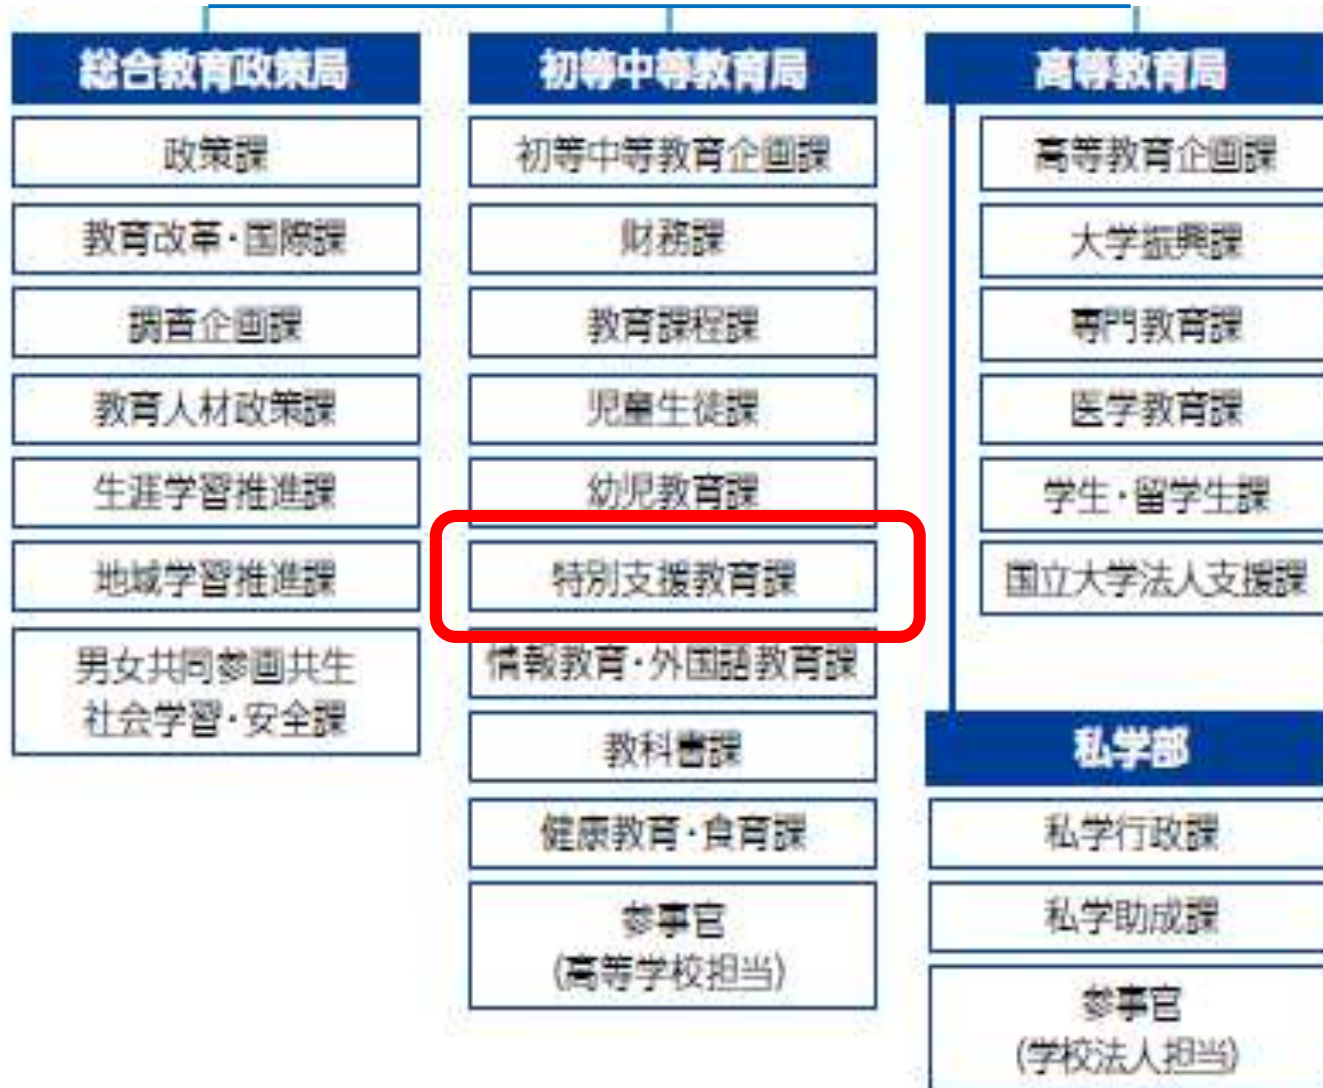 総合教育政策局
政策課
教育改革・国際課
調査企画課
教育人材政策課
生涯学習推進課
地域学習推進課
男女共同参画共生
社会学習・安全課
初等中等教育局
初等中等教育企画課
財務課
教育課程課
児童生徒課
幼児教育課
特別支援教育課
情報教育・外国語教育課
教科書課
健康教育・食育課
参事官
(高等学校担当)
高等教育局
高等教育企画課
大学振興課
専門教育課
医学教育課
学生・留学生課
国立大学法人支援課
私学部
私学行政課
私学助成課
参事官
(学校法人担当)